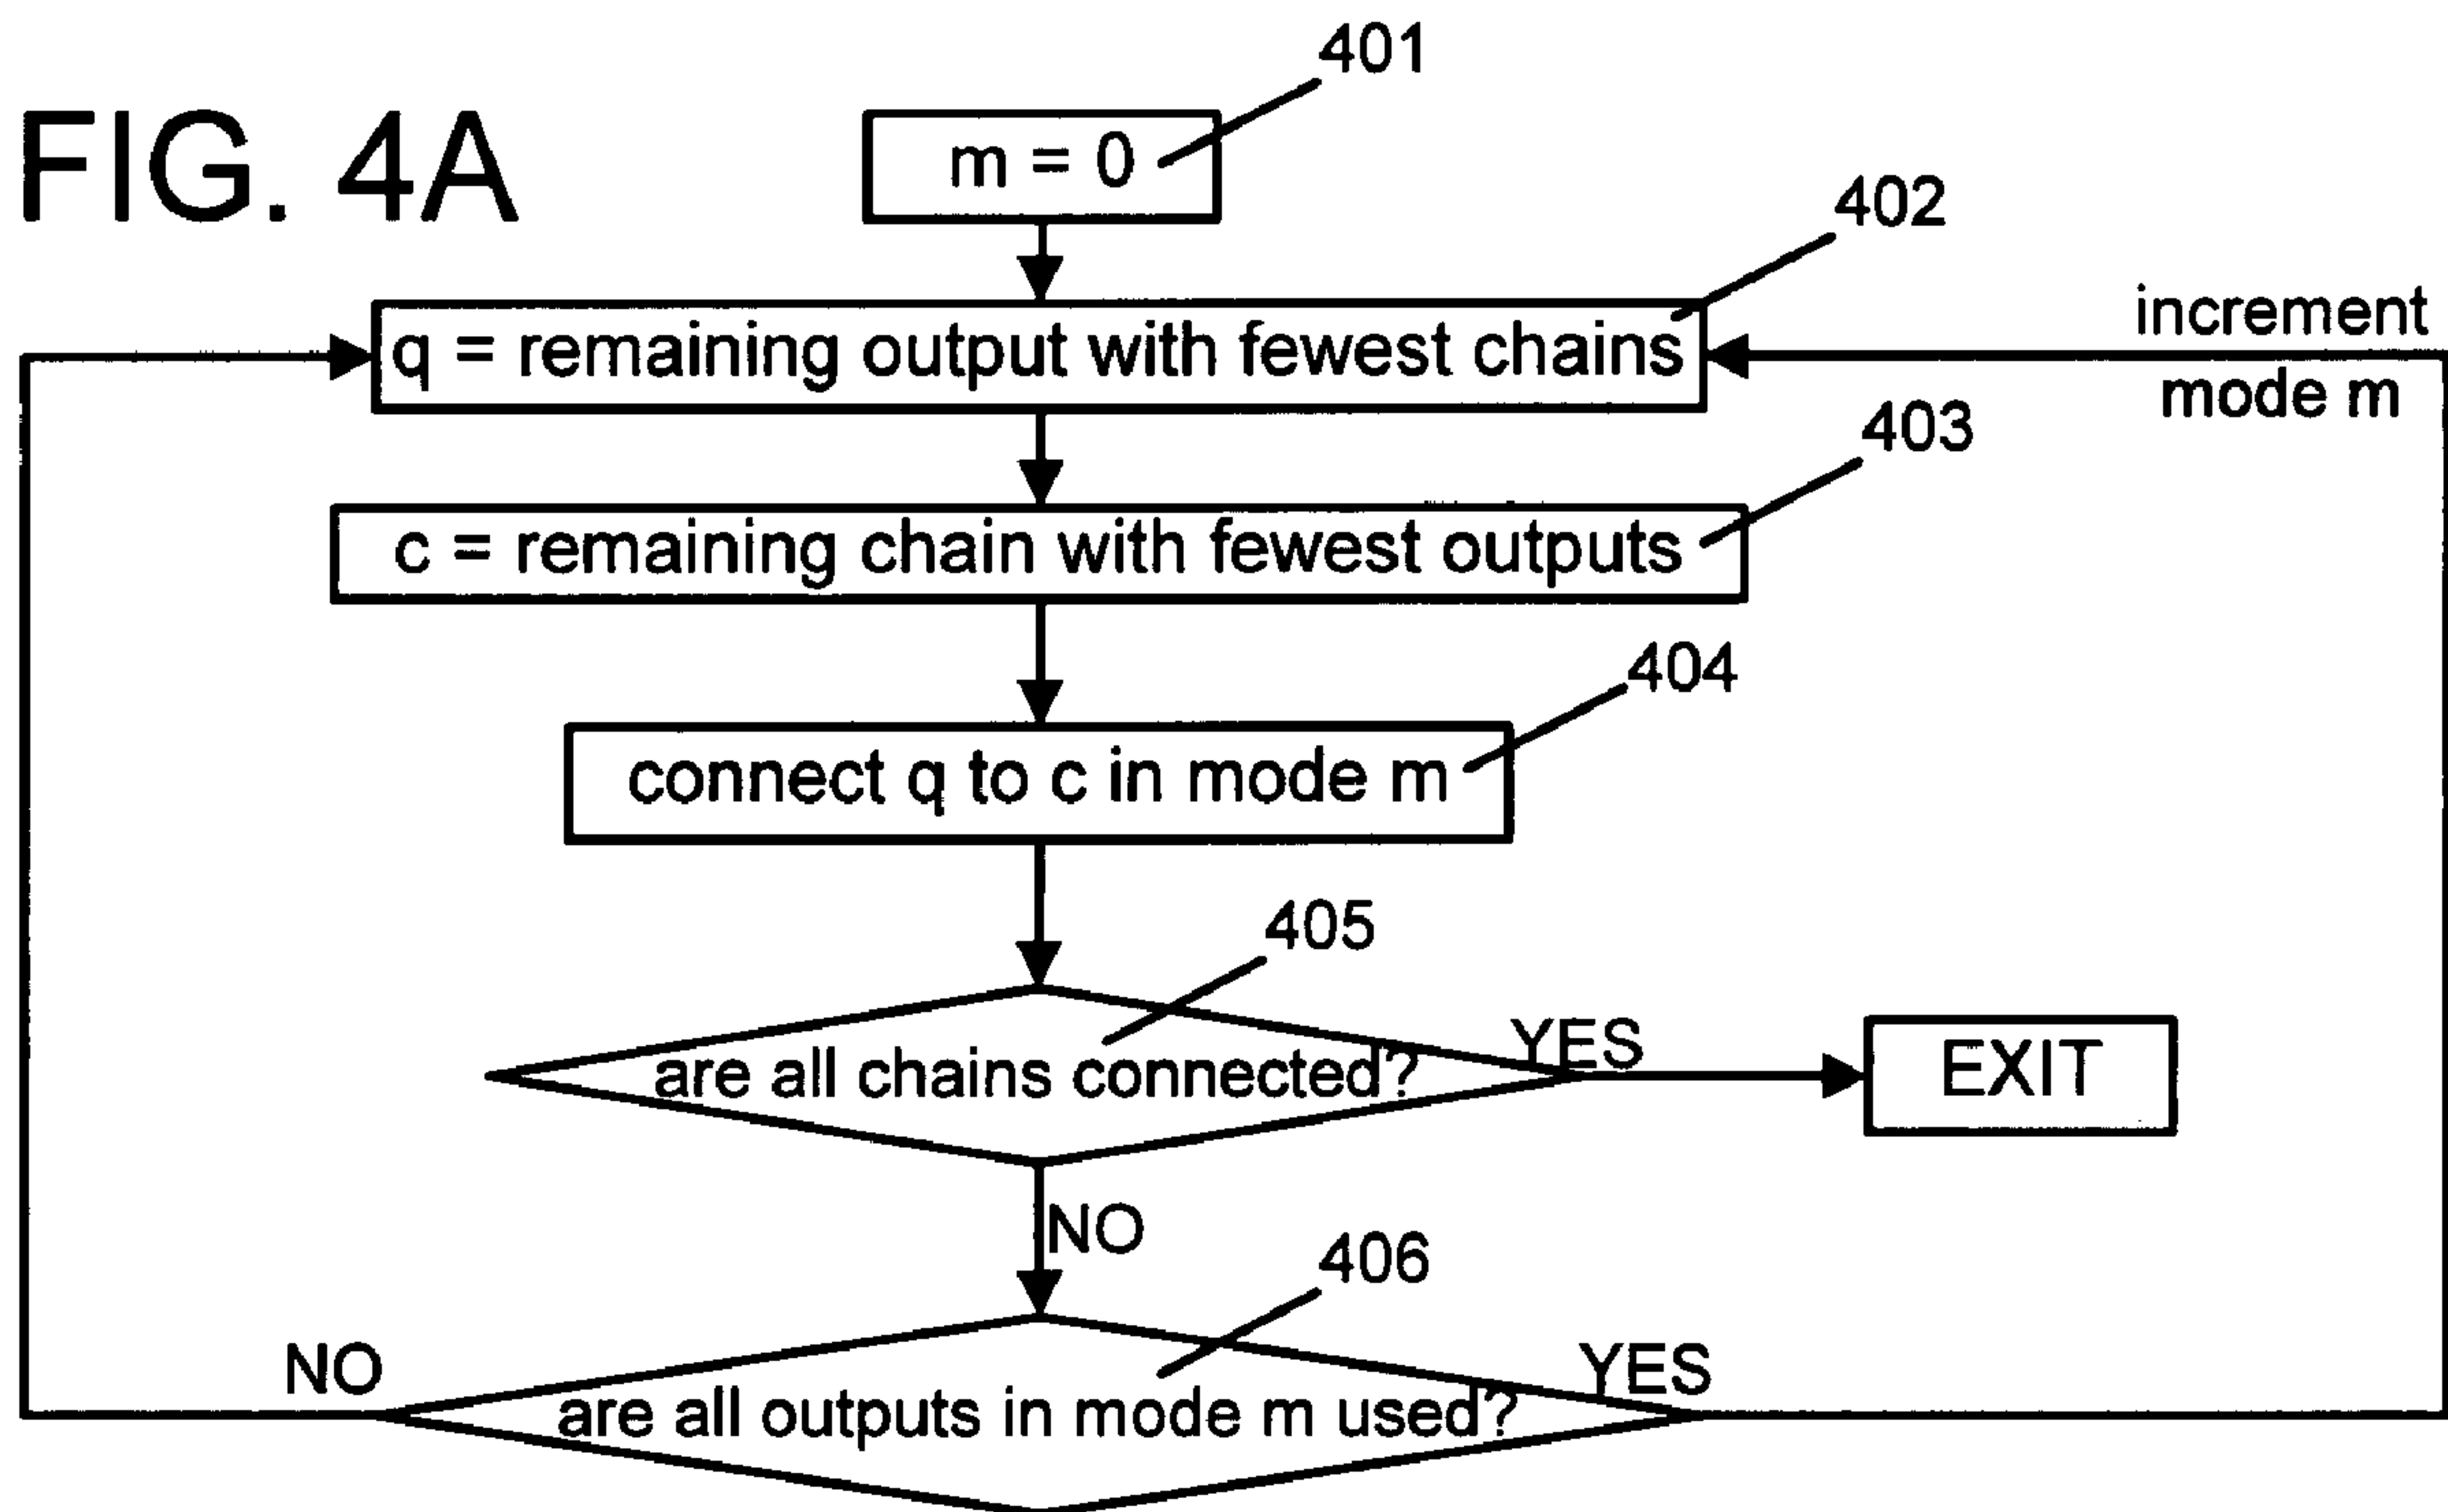 FIG. 4A
401
m = 0
402
q = remaining output with fewest chains
increment
mode m
403
c = remaining chain with fewest outputs
404
connect q to c in mode m
405
are all chains connected?
YES
EXIT
NO
406
NO
are all outputs in mode m used?
YES